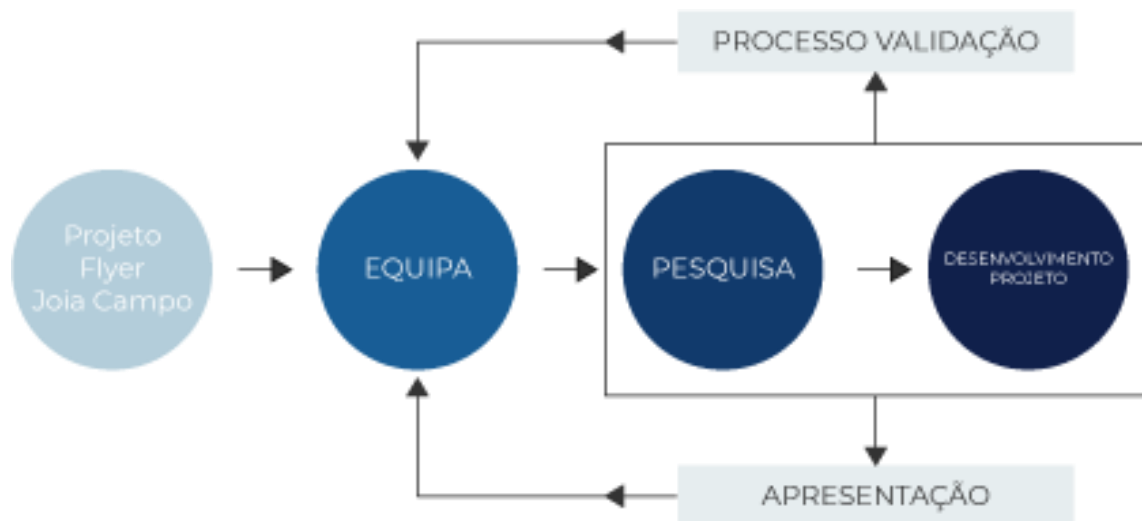 PROCESSO VALIDAÇÃO
Projeto
Flyer
Joia Campo
EQUIPA
PESQUISA
DESENVOLVIMENTO
PROJETO
APRESENTAÇÃO